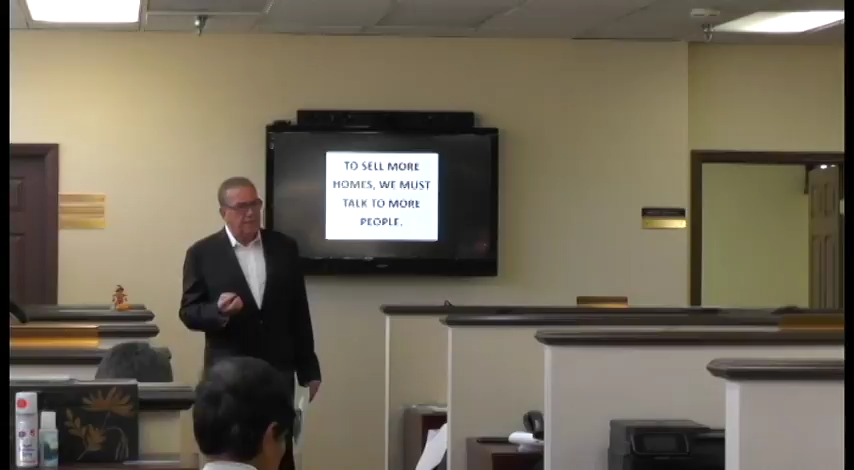 TO SELL MORE
HOMES, WE MUST
TALK TO MORE
PEOPLE.